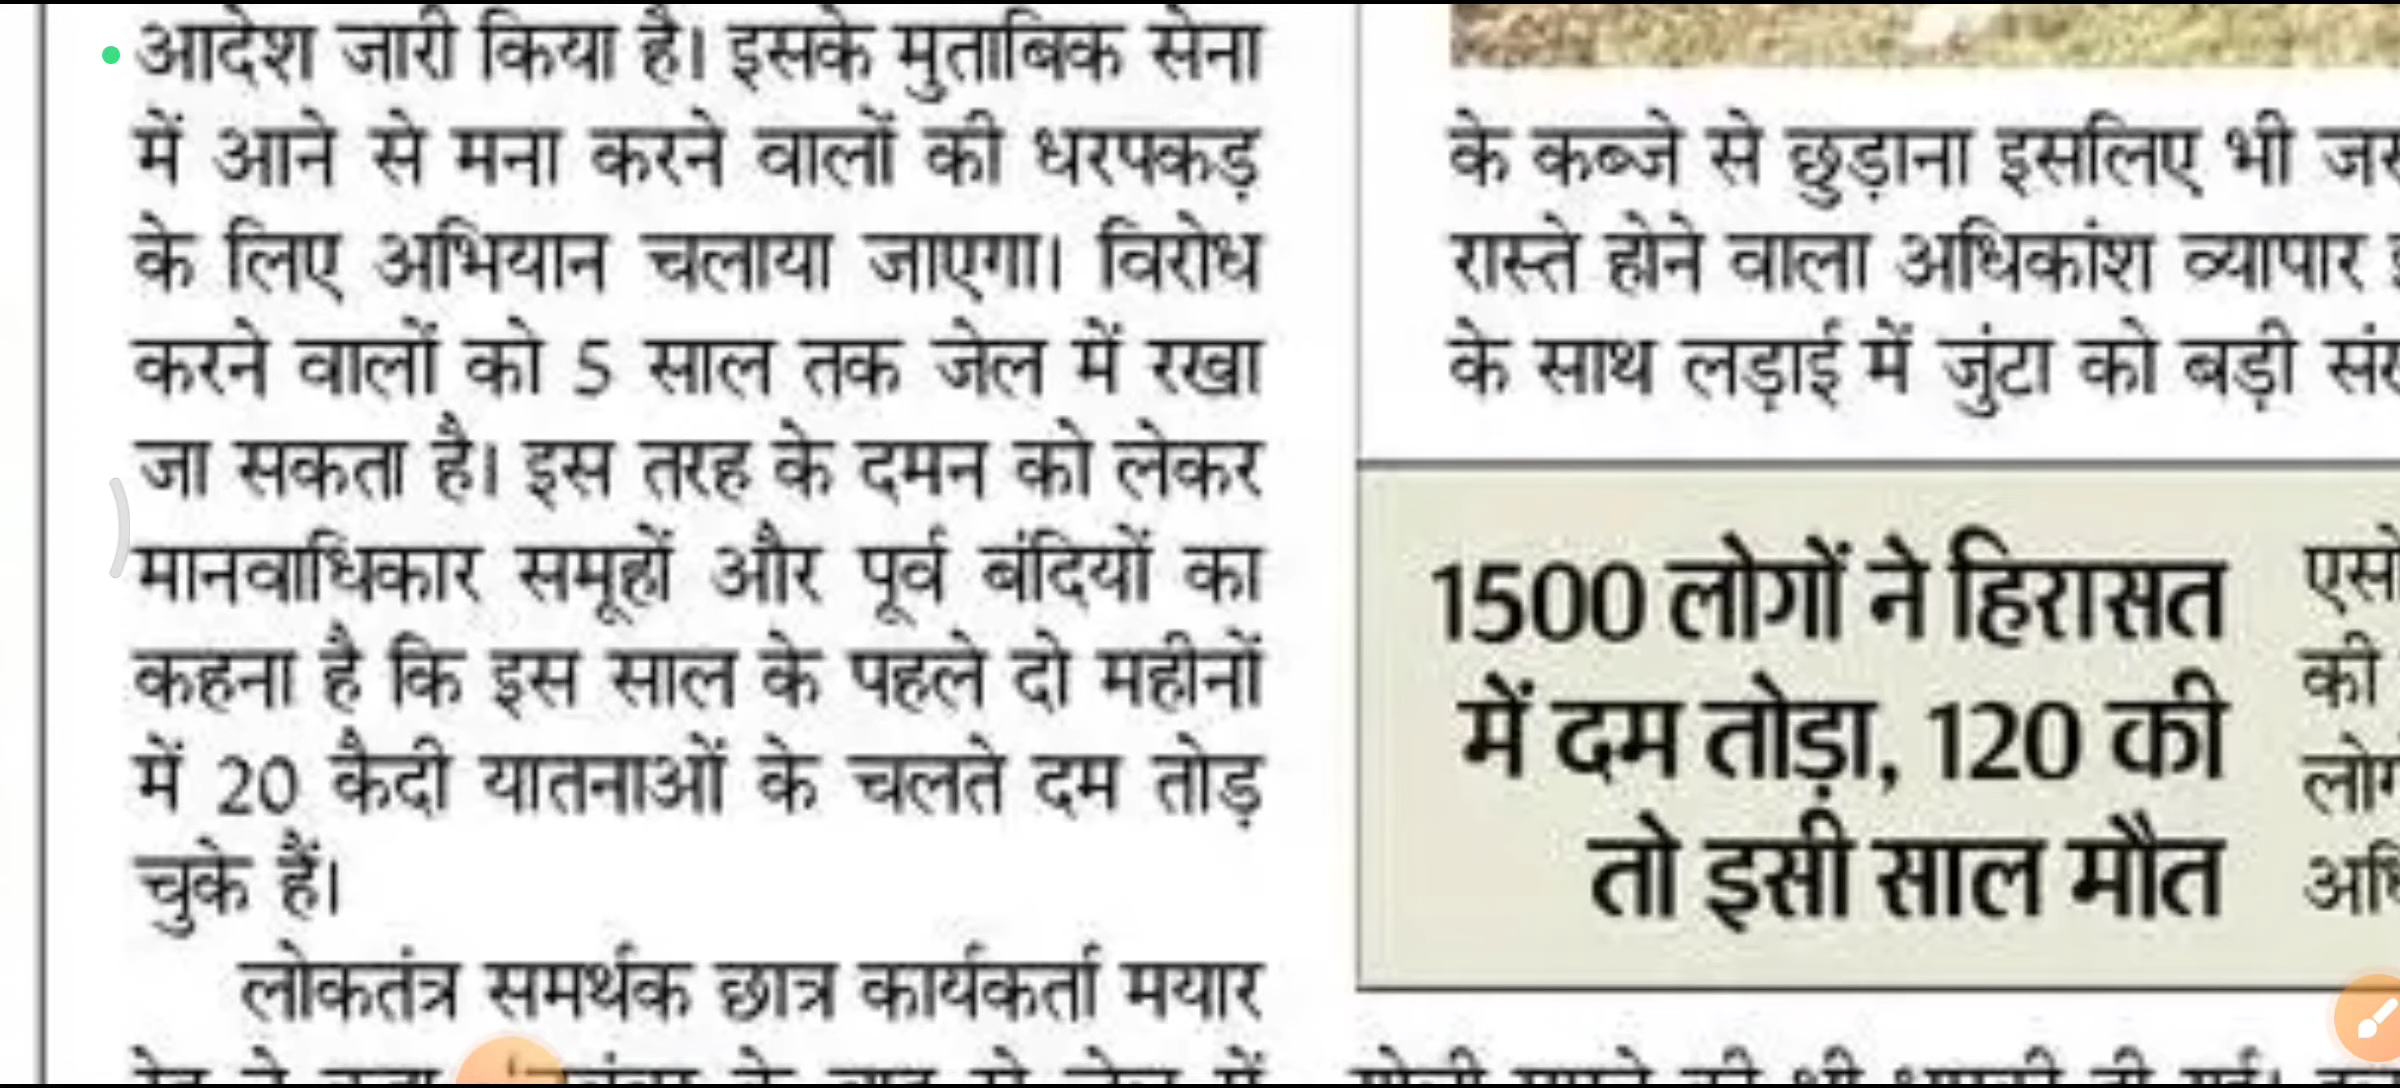 आदेश जारी किया है। इसके मुताबिक सेना
में आने से मना करने वालों की धरपकड़
के लिए अभियान चलाया जाएगा। विरोध
करने वालों को 5 साल तक जेल में रखा
जा सकता है। इस तरह के दमन को लेकर
मानवाधिकार समूहों और पूर्व बंदियों का
कहना है कि इस साल के पहले दो महीनों
में 20 कैदी यातनाओं के चलते दम तोड़
चुके हैं।
लोकतंत्र समर्थक छात्र कार्यकर्ता मयार
के कब्जे से छुड़ाना इसलिए भी
रास्ते होने वाला अधिकांश व्यापार
के साथ लड़ाई में जुंटा को बड़ी
1500 लोगों ने हिरासत
में दम तोड़ा, 120 की
तो इसी साल मौत
की